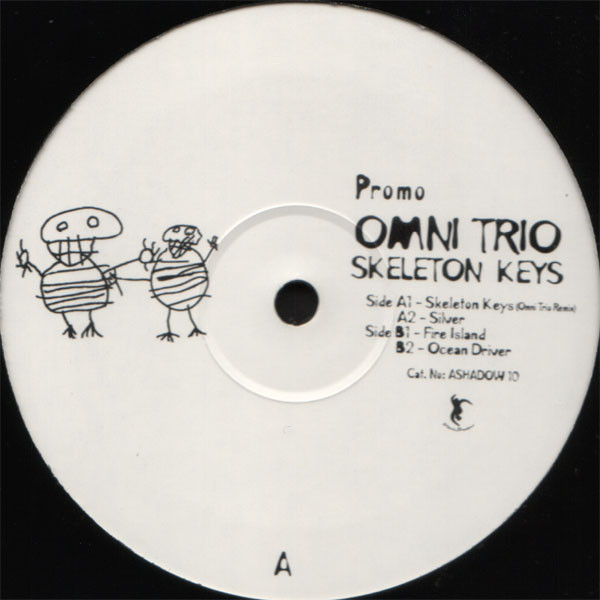 Promo
OMNI TRIO
SKELETON KEYS
Side A1 - Skeleton Keys (Omni Trio Remix)
A2 - Silver
Side B1 - Fire Island
B2 - Ocean Driver
Cat. No: ASHADOW 10
A